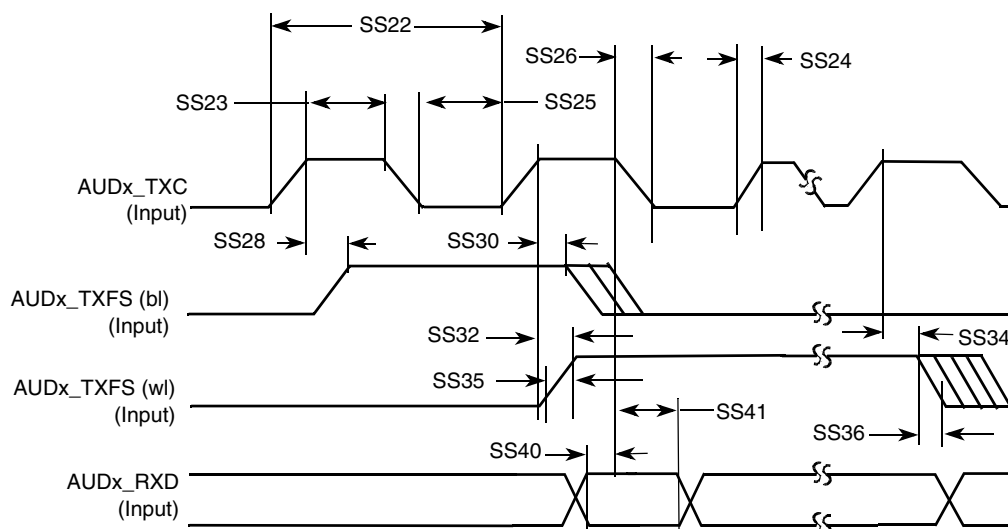 SS22
SS26
SS24
SS23
SS25
AUDx_TXC
(Input)
SS28
SS30
AUDx_TXFS (bl)
(Input)
SS32
SS34
SS35
AUDx_TXFS (wl)
(Input)
SS41
SS36
SS40
AUDx_RXD
(Input)